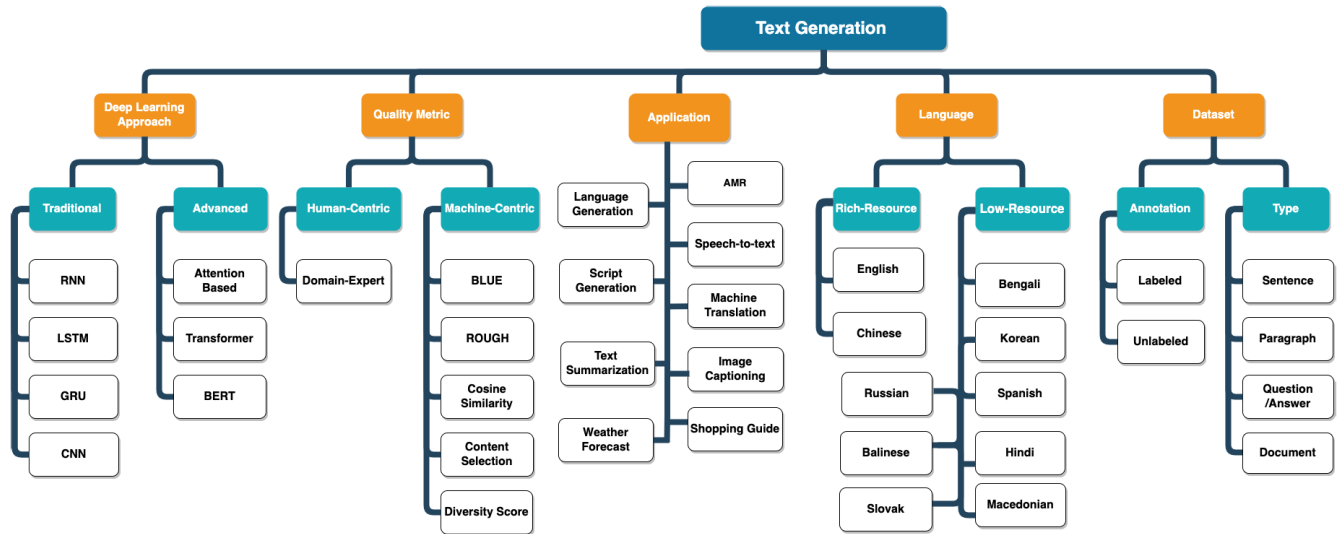 Text Generation
Deep Learning
Approach
Quality Metric
Application
Language
Dataset
Traditional
Advanced
Human-Centric
Machine-Centric
Rich-Resource
Low-Resource
Annotation
Type
RNN
LSTM
GRU
CNN
Attention
Based
Transformer
BERT
Domain-Expert
BLUE
ROUGH
Cosine
Similarity
Content
Selection
Diversity Score
Language
Generation
Script
Generation
Text
Summarization
Weather
Forecast
AMR
Speech-to-text
Machine
Translation
Image
Captioning
Shopping Guide
English
Chinese
Russian
Balinese
Slovak
Bengali
Korean
Spanish
Hindi
Macedonian
Labeled
Unlabeled
Sentence
Paragraph
Question
/Answer
Document